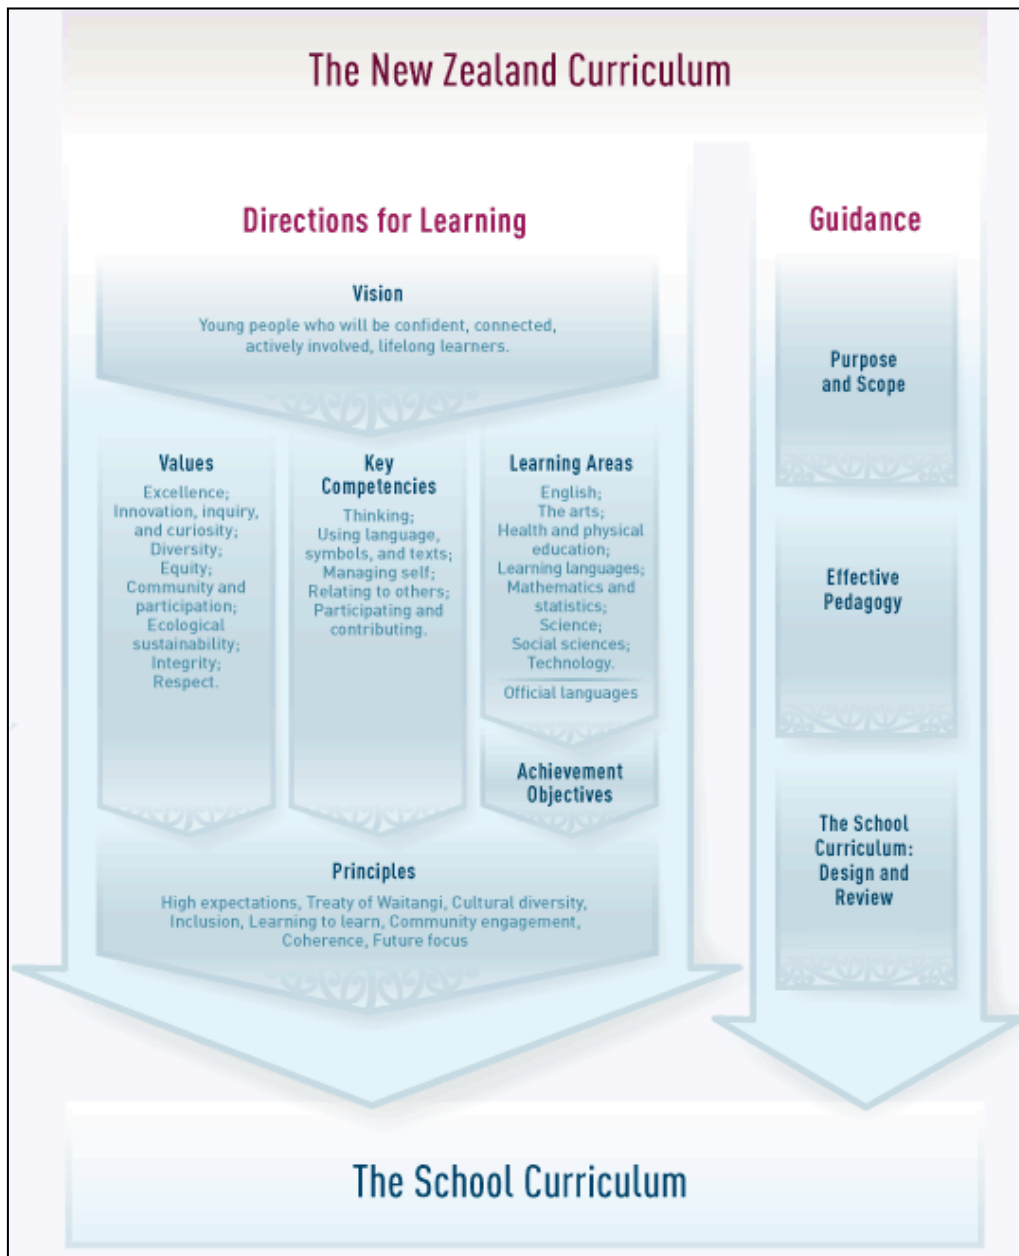 The New Zealand Curriculum
Directions for Learning
Vision
Young people who will be confident, connected,
actively involved, lifelong learners.
Values
Excellence;
Innovation, inquiry,
and curiosity;
Diversity;
Equity;
Community and
participation;
Ecological
sustainability;
Integrity;
Respect.
Key
Competencies
Thinking;
Using language,
symbols, and texts;
Managing self;
Relating to others;
Participating and
contributing.
Learning Areas
English;
The arts;
Health and physical
education;
Learning languages;
Mathematics and
statistics;
Science;
Social sciences;
Technology.
Official languages
Achievement
Objectives
Principles
High expectations, Treaty of Waitangi, Cultural diversity,
Inclusion, Learning to learn, Community engagement,
Coherence, Future focus
Guidance
Purpose
and Scope
Effective
Pedagogy
The School
Curriculum:
Design and
Review
The School Curriculum